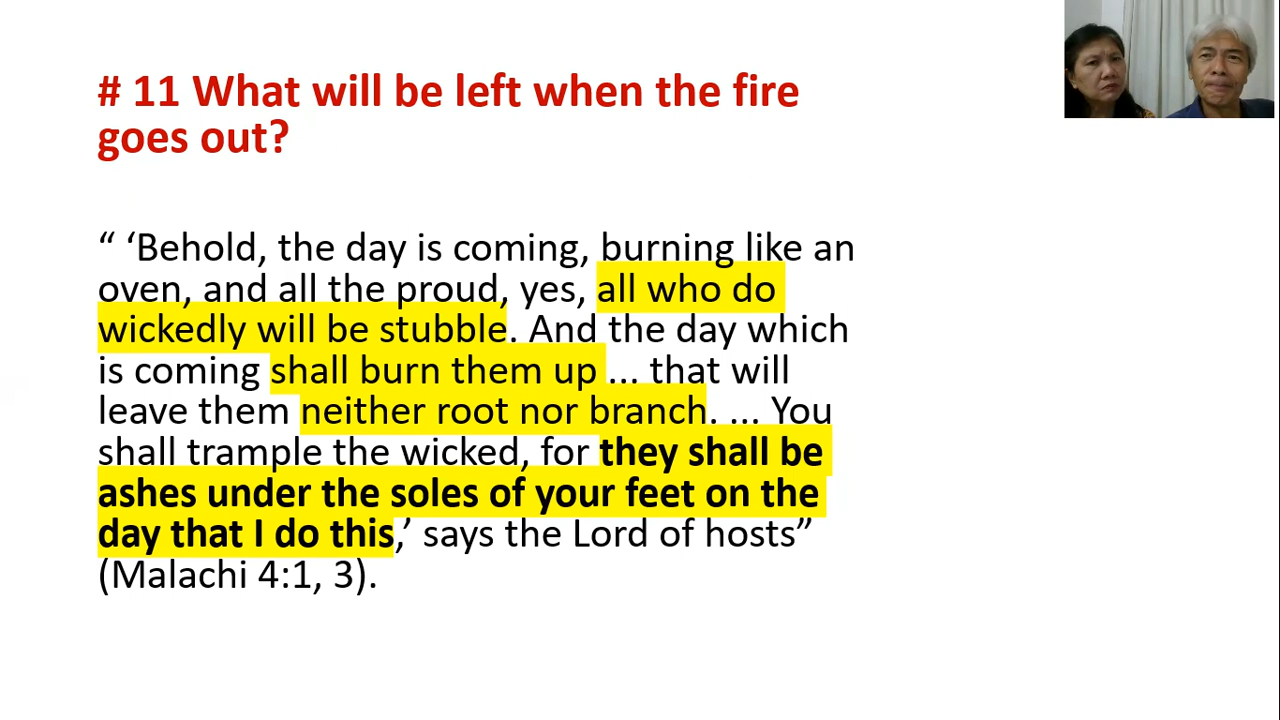 # 11 What will be left when the fire
goes out?
“ ‘Behold, the day is coming, burning like an
oven, and all the proud, yes, all who do
wickedly will be stubble. And the day which
is coming shall burn them up ... that will
leave them neither root nor branch. ... You
shall trample the wicked, for they shall be
ashes under the soles of your feet on the
day that I do this,’ says the Lord of hosts”
(Malachi 4:1, 3).